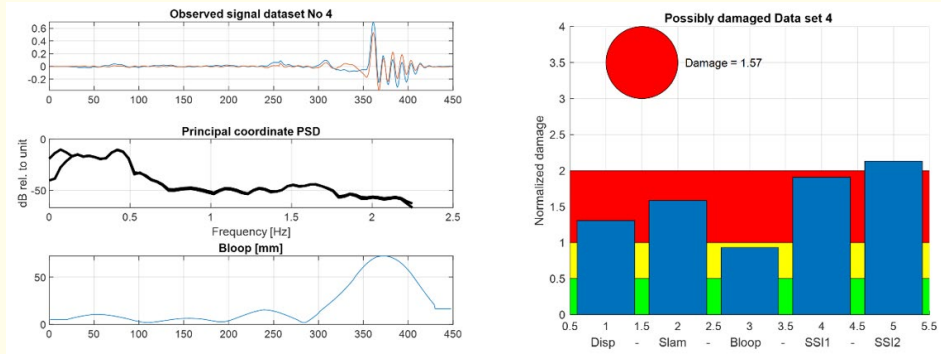 Observed signal dataset No 4
0.6
0.4
0.2
0
-0.2
0 50 100 150 200 250 300 350 400 450
Principal coordinate PSD
dB rel. to unit
0
-50
0 0.5 1 1.5 2 2.5
Frequency [Hz]
Bloop [mm]
50
0
0 50 100 150 200 250 300 350 400 450
Possibly damaged Data set 4
Normalized damage
4
3.5
Damage = 1.57
3
2.5
2
1.5
1
0.5
0
0.5 1 1.5 2 2.5 3 3.5 4 4.5 5 5.5
Disp - Slam - Bloop - SSI1 - SSI2